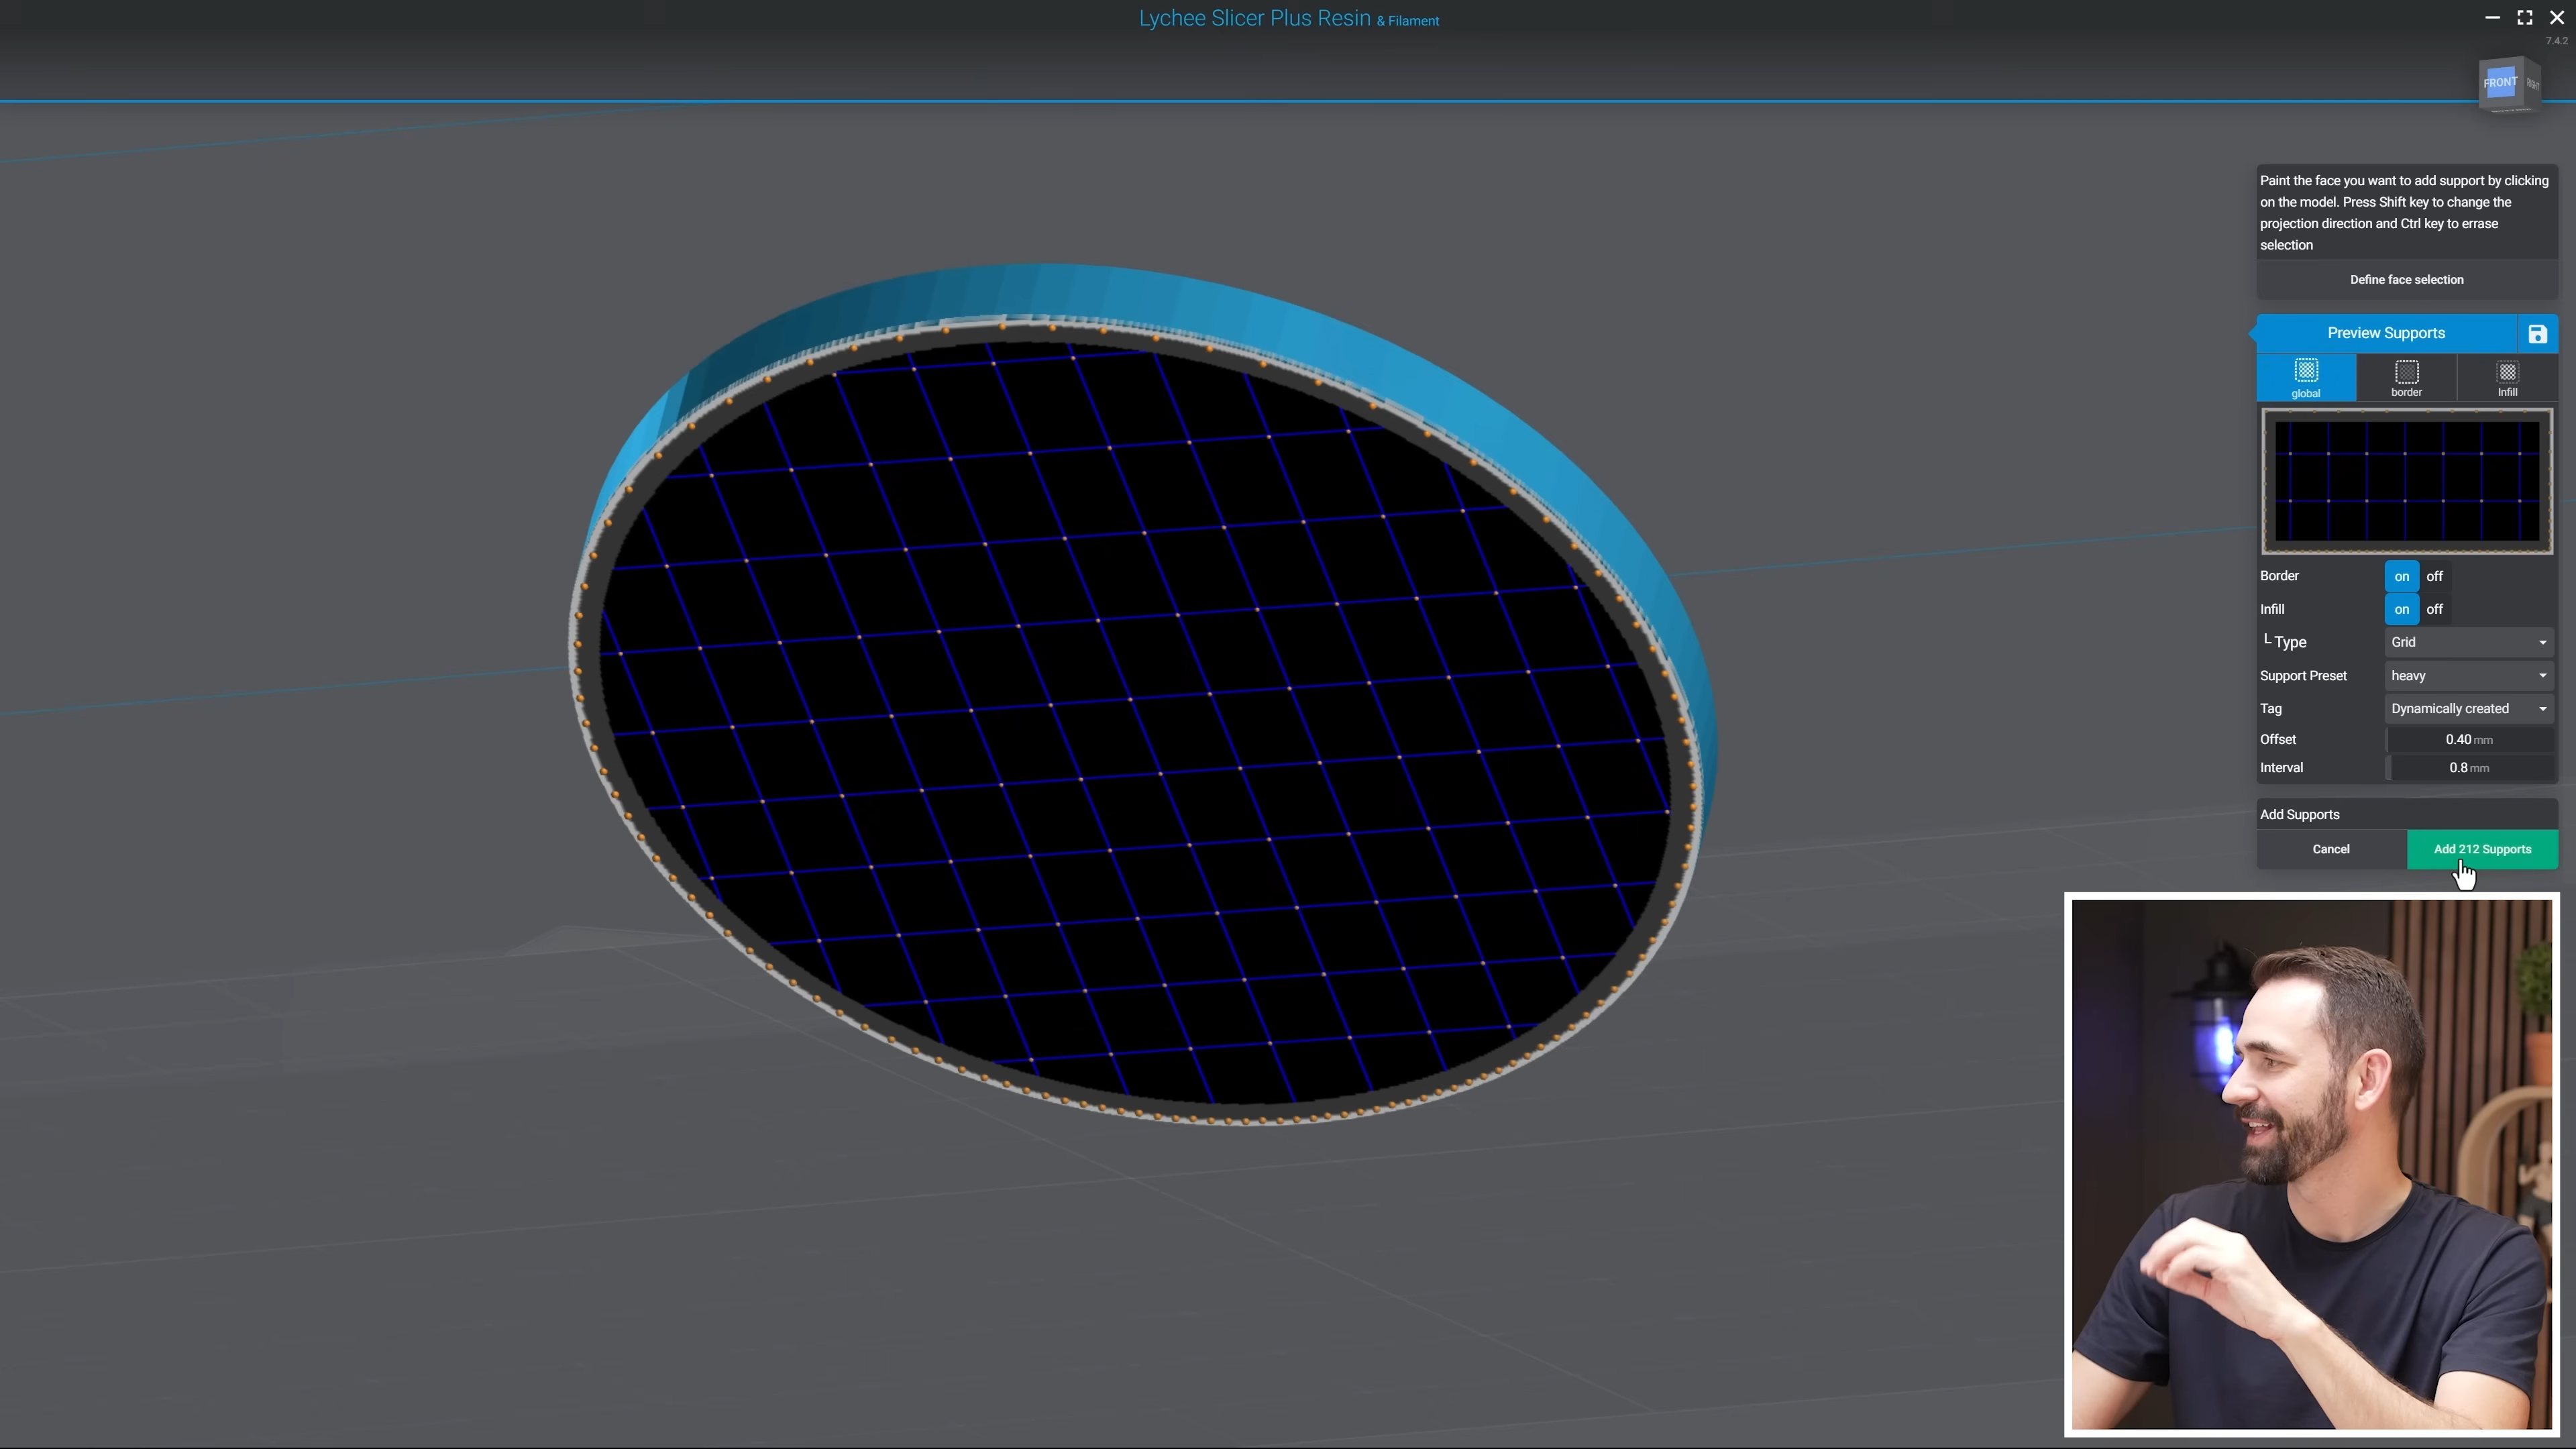 Lychee Slicer Plus Resin & Filament
7.4.2
FRONT
RIGHT
Paint the face you want to add support by clicking
on the model. Press Shift key to change the
projection direction and Ctrl key to errase
selection
Define face selection
Preview Supports
global border Infill
Border on off
Infill on off
└ Type Grid
Support Preset heavy
Tag Dynamically created
Offset 0.40 mm
Interval 0.8 mm
Add Supports
Cancel Add 212 Supports